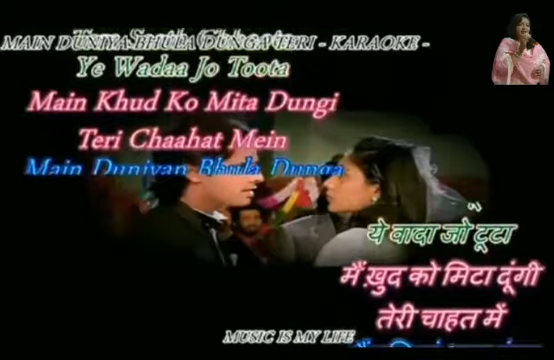 MAIN DUNIYA BHULA DUNGA TERI - KARAOKE -
Ye Wadaa Jo Toota
Main Khud Ko Mita Dungi
Teri Chaahat Mein
Main Duniyan Bhula Dunga
ये वादा जो टूटा
मैं ख़ुद को मिटा दूंगी
तेरी चाहत में
MUSIC IS MY LIFE